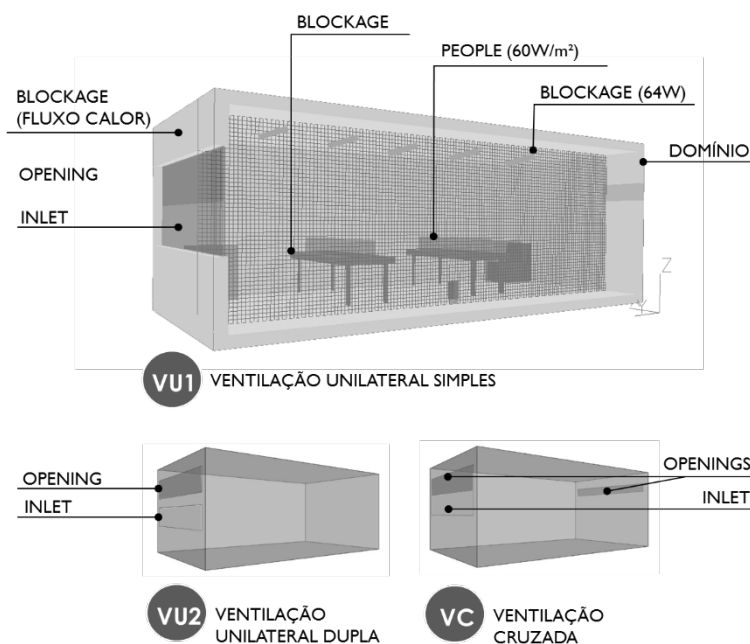 BLOCKAGE
PEOPLE (60W/m²)
BLOCKAGE
(FLUXO CALOR)
BLOCKAGE (64W)
DOMÍNIO
OPENING
INLET
Z
VU1 VENTILAÇÃO UNILATERAL SIMPLES
OPENING
INLET
OPENINGS
INLET
VU2 VENTILAÇÃO
UNILATERAL DUPLA
VC VENTILAÇÃO
CRUZADA